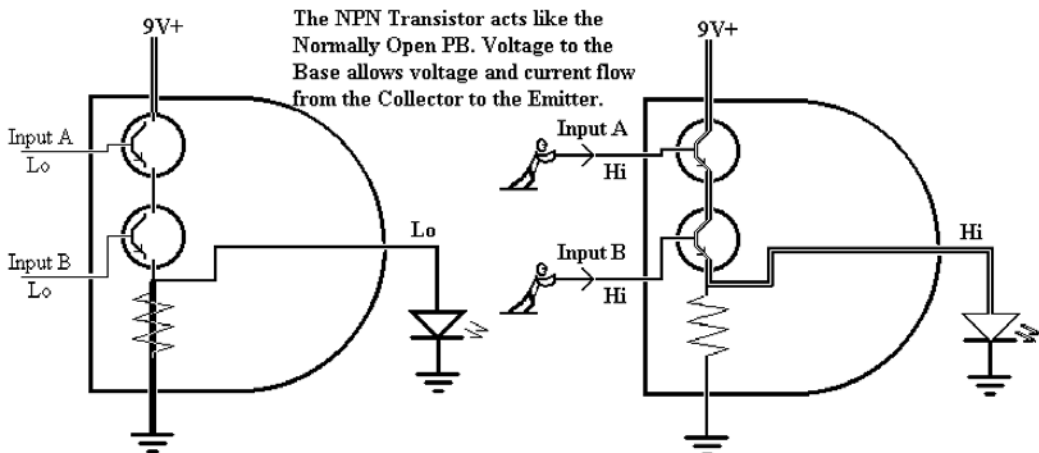 The NPN Transistor acts like the
Normally Open PB. Voltage to the
Base allows voltage and current flow
from the Collector to the Emitter.
9V+
Input A
Lo
Input B
Lo
Lo
9V+
Input A
Hi
Input B
Hi
Hi